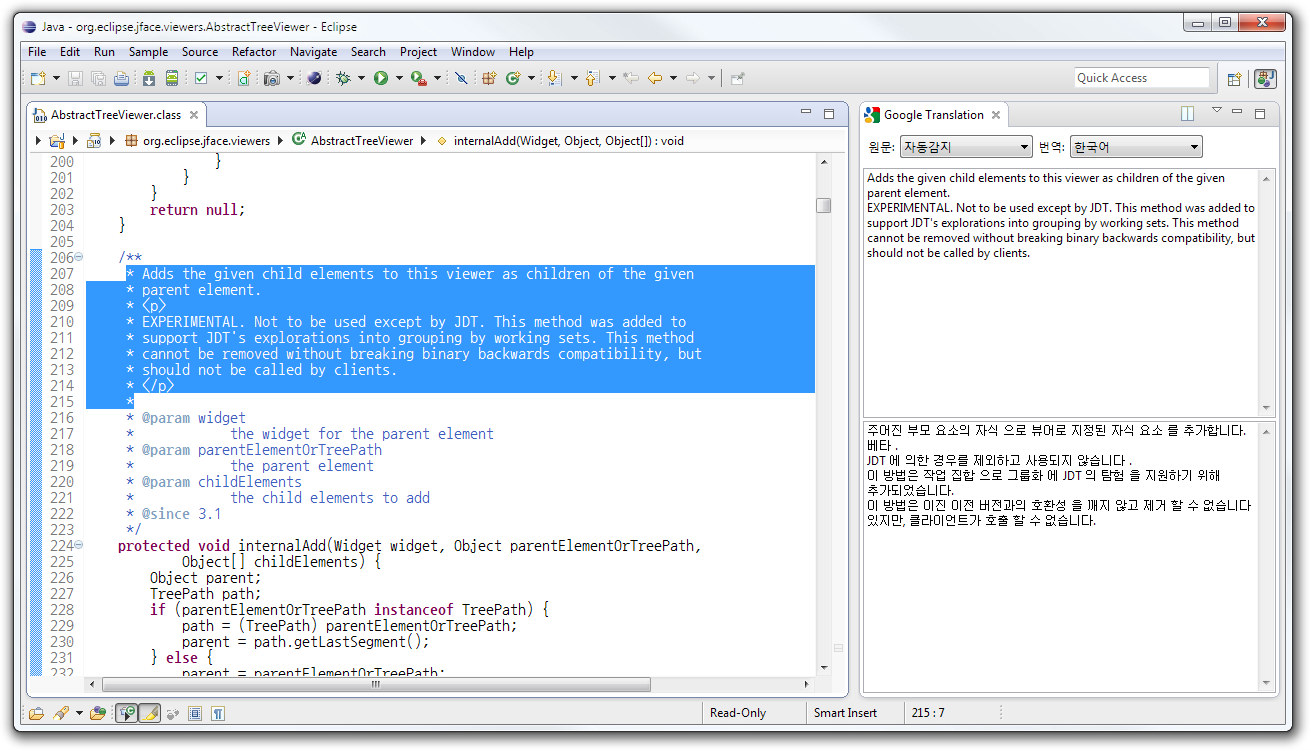 Java - org.eclipse.jface.viewers.AbstractTreeViewer - Eclipse
File Edit Run Sample Source Refactor Navigate Search Project Window Help
Quick Access
AbstractTreeViewer.class
org.eclipse.jface.viewers AbstractTreeViewer internalAdd(Widget, Object, Object[]) : void
200 }
201 }
202 }
203 return null;
204 }
205
206 /**
207 * Adds the given child elements to this viewer as children of the given
208 * parent element.
209 * <p>
210 * EXPERIMENTAL. Not to be used except by JDT. This method was added to
211 * support JDT's explorations into grouping by working sets. This method
212 * cannot be removed without breaking binary backwards compatibility, but
213 * should not be called by clients.
214 * </p>
215 *
216 * @param widget
217 * the widget for the parent element
218 * @param parentElementOrTreePath
219 * the parent element
220 * @param childElements
221 * the child elements to add
222 * @since 3.1
223 */
224 protected void internalAdd(Widget widget, Object parentElementOrTreePath,
225 Object[] childElements) {
226 Object parent;
227 TreePath path;
228 if (parentElementOrTreePath instanceof TreePath) {
229 path = (TreePath) parentElementOrTreePath;
230 parent = path.getLastSegment();
231 } else {
232 parent = parentElementOrTreePath;
Google Translation
원문: 자동감지 번역: 한국어
Adds the given child elements to this viewer as children of the given
parent element.
EXPERIMENTAL. Not to be used except by JDT. This method was added to
support JDT's explorations into grouping by working sets. This method
cannot be removed without breaking binary backwards compatibility, but
should not be called by clients.
주어진 부모 요소의 자식 으로 뷰어로 지정된 자식 요소 를 추가합니다.
베타 .
JDT 에 의한 경우를 제외하고 사용되지 않습니다 .
이 방법은 작업 집합 으로 그룹화 에 JDT 의 탐험 을 지원하기 위해
추가되었습니다.
이 방법은 이진 이전 버전과의 호환성 을 깨지 않고 제거 할 수 없습니다
있지만, 클라이언트가 호출 할 수 없습니다.
Read-Only Smart Insert 215 : 7